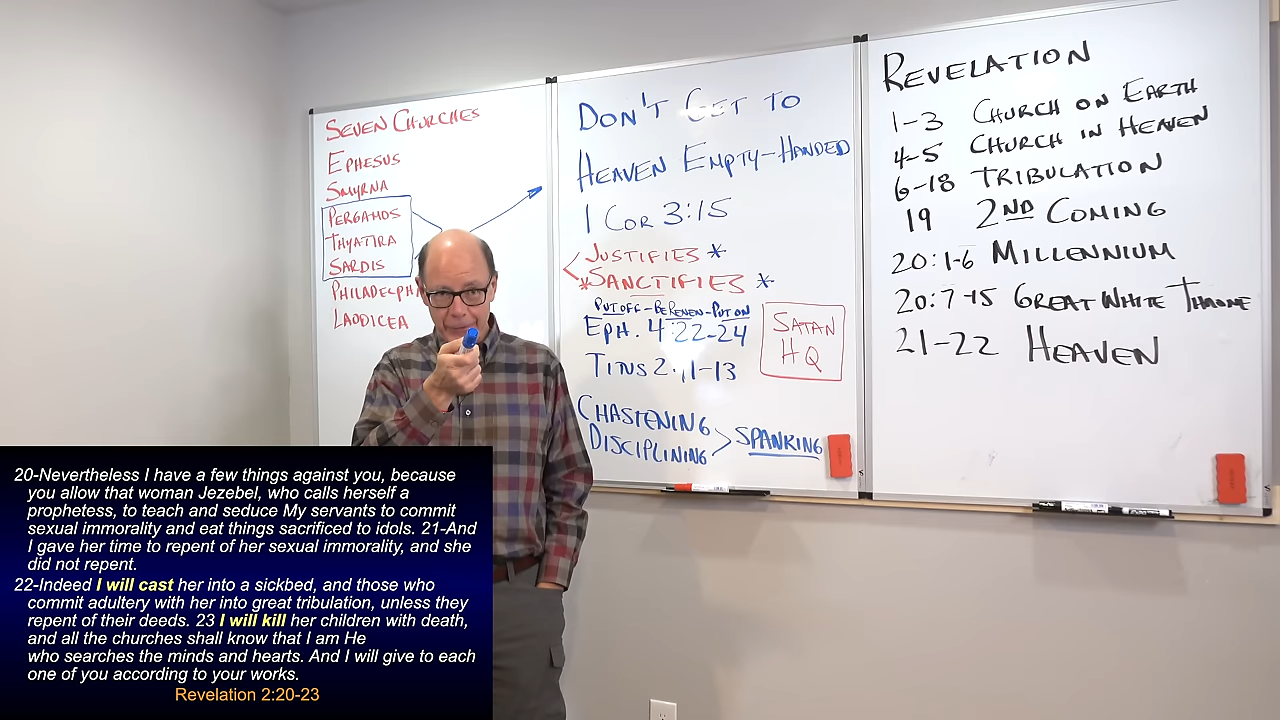 SEVEN CHURCHES
EPHESUS
SMYRNA
PERGAMOS
THYATIRA
SARDIS
PHILADELPH
LAODICEA
DON'T GET TO
HEAVEN EMPTY-HANDED
1 COR 3:15
JUSTIFIES *
*SANCTIFIES *
PUT OFF-BE RENEW-PUT ON
EPH. 4:22-24
TITUS 2:11-13
SATAN
HQ
CHASTENING
DISCIPLINING > SPANKING
REVELATION
1-3 CHURCH ON EARTH
4-5 CHURCH IN HEAVEN
6-18 TRIBULATION
19 2ND COMING
20:1-6 MILLENNIUM
20:7-15 GREAT WHITE THRONE
21-22 HEAVEN
20-Nevertheless I have a few things against you, because
you allow that woman Jezebel, who calls herself a
prophetess, to teach and seduce My servants to commit
sexual immorality and eat things sacrificed to idols. 21-And
I gave her time to repent of her sexual immorality, and she
did not repent.
22-Indeed I will cast her into a sickbed, and those who
commit adultery with her into great tribulation, unless they
repent of their deeds. 23 I will kill her children with death,
and all the churches shall know that I am He
who searches the minds and hearts. And I will give to each
one of you according to your works.
Revelation 2:20-23